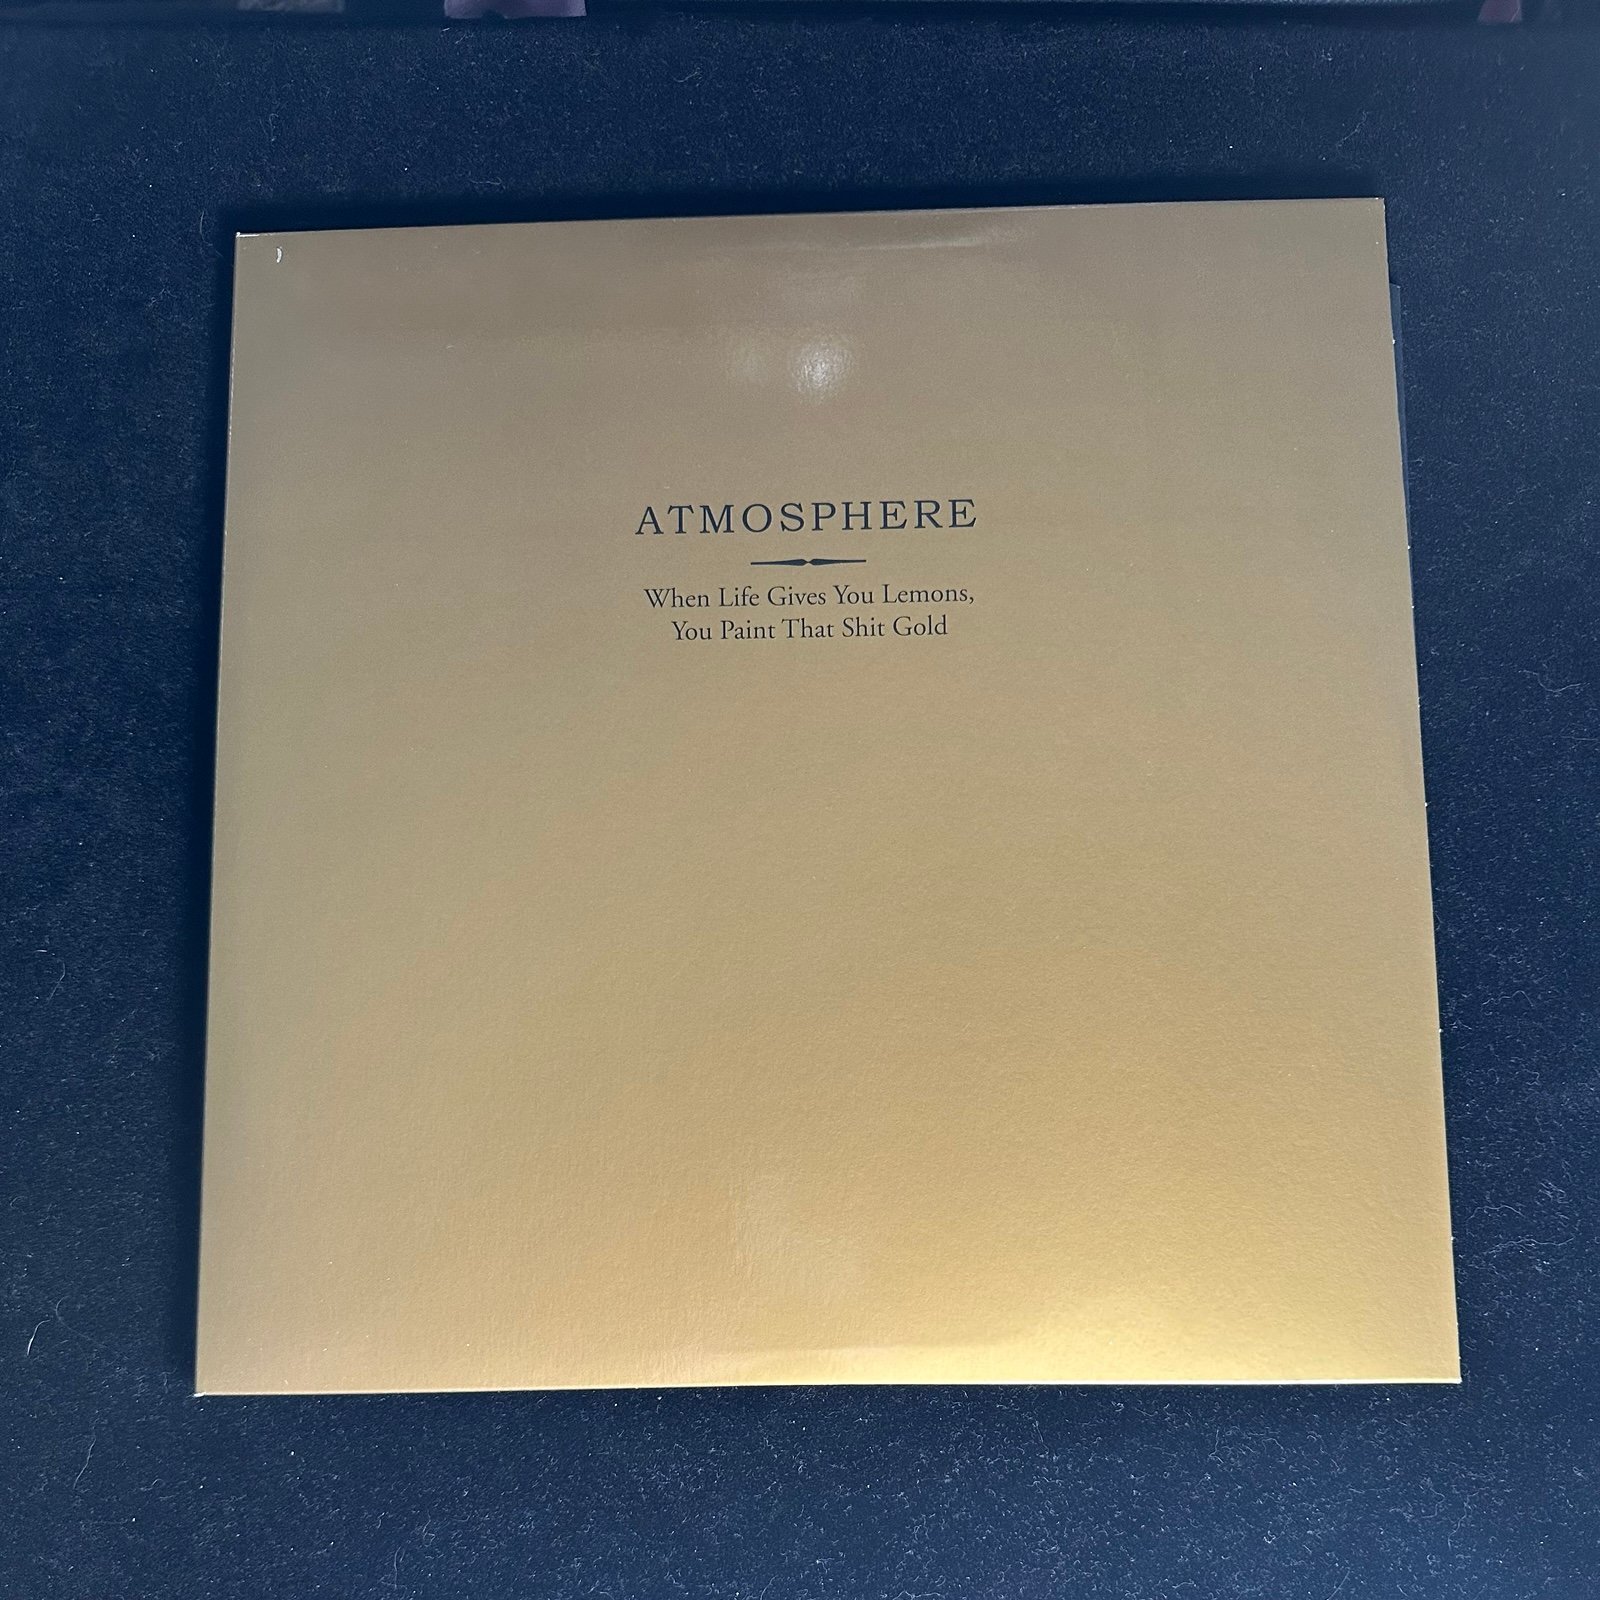 ATMOSPHERE
When Life Gives You Lemons,
You Paint That Shit Gold